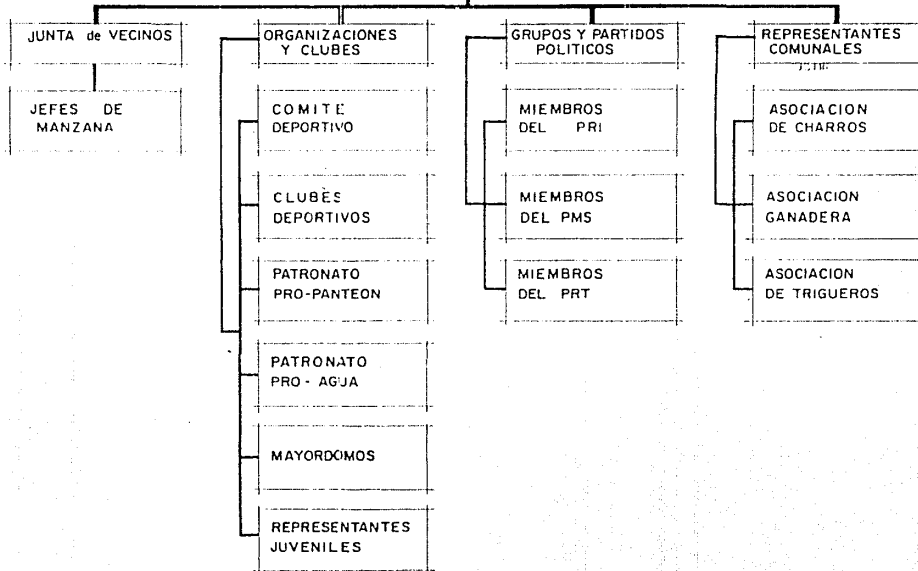 JUNTA de VECINOS
JEFES DE
MANZANA
ORGANIZACIONES
Y CLUBES
COMITE
DEPORTIVO
CLUBES
DEPORTIVOS
PATRONATO
PRO-PANTEON
PATRONATO
PRO-AGUA
MAYORDOMOS
REPRESENTANTES
JUVENILES
GRUPOS Y PARTIDOS
POLITICOS
MIEMBROS
DEL PRI
MIEMBROS
DEL PMS
MIEMBROS
DEL PRT
REPRESENTANTES
COMUNALES
ASOCIACION
DE CHARROS
ASOCIACION
GANADERA
ASOCIACION
DE TRIGUEROS